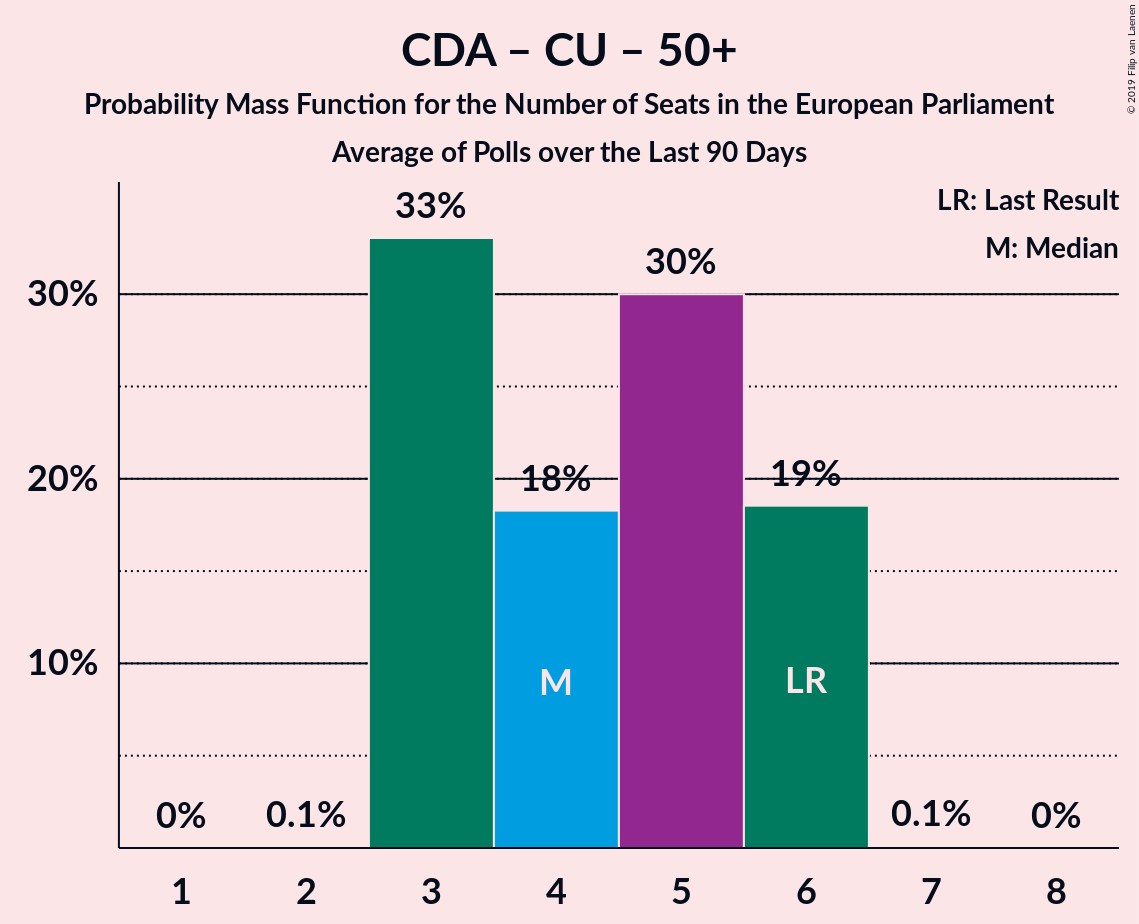 CDA – CU – 50+
Probability Mass Function for the Number of Seats in the European Parliament
Average of Polls over the Last 90 Days
© 2019 Filip van Laenen
LR: Last Result
M: Median
33%
30%
30%
18%
19%
20%
10%
M
LR
0%
0.1%
0.1%
0%
1 2 3 4 5 6 7 8